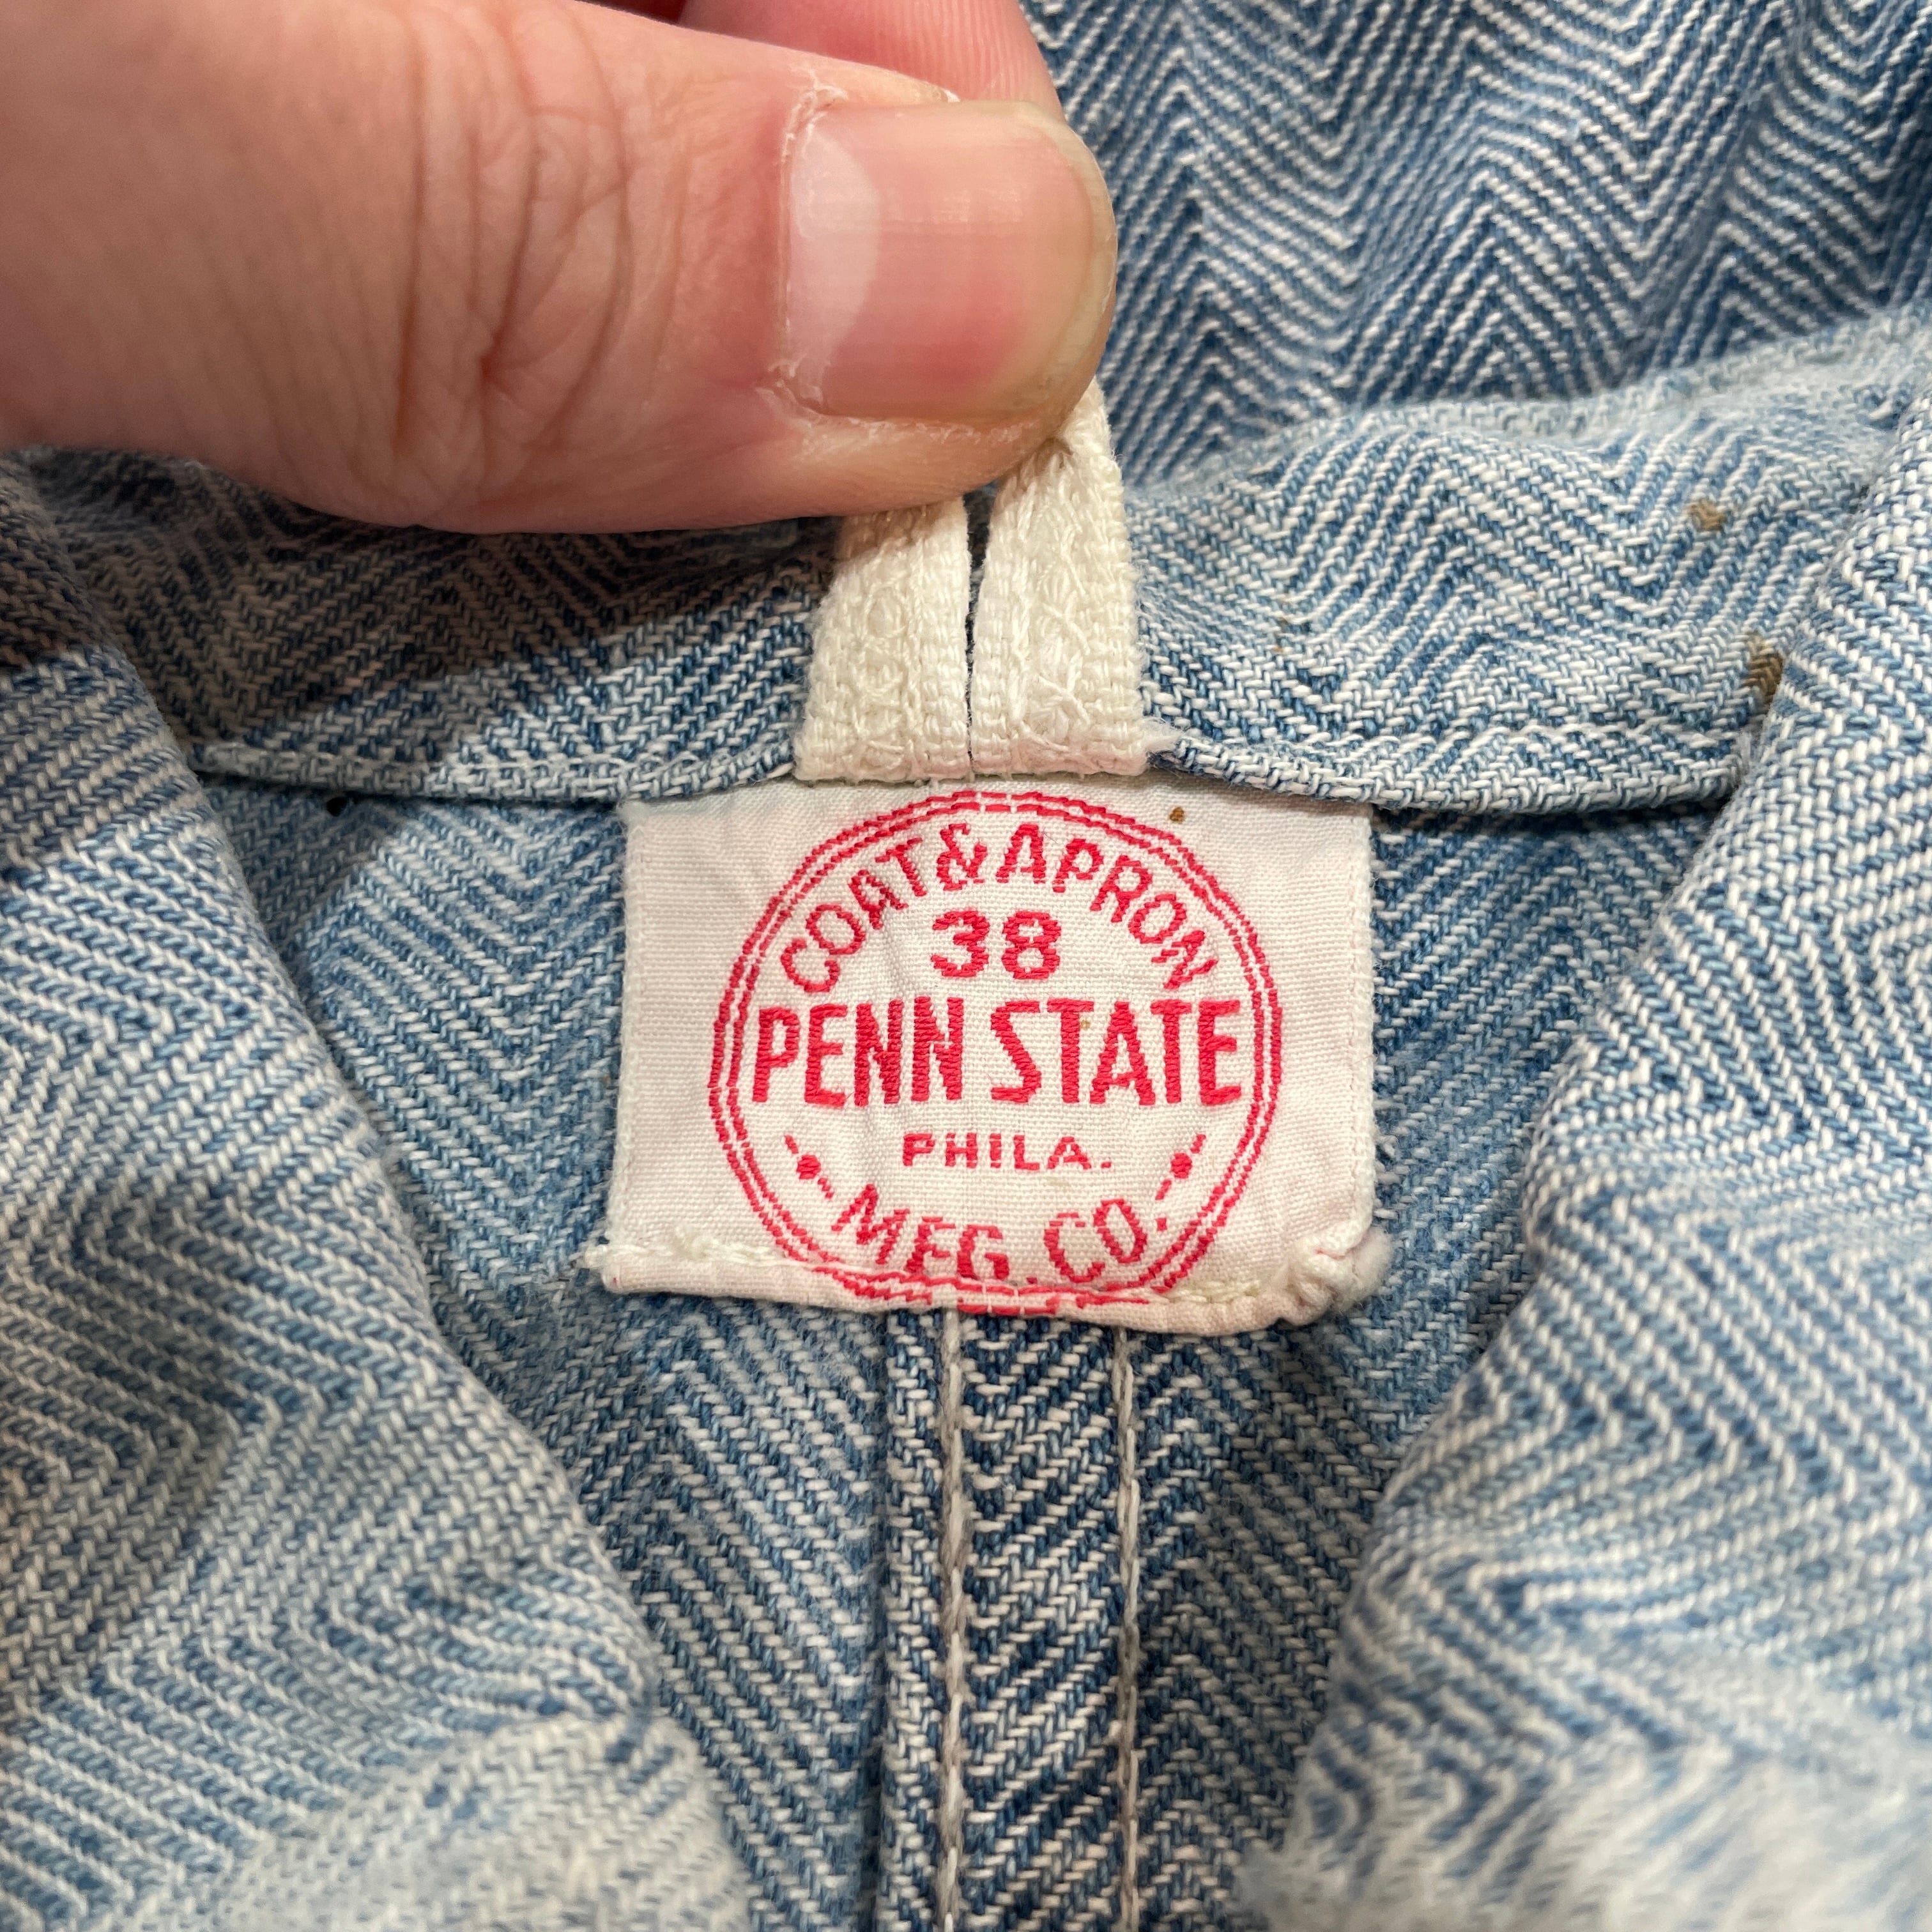 COAT & APRON
38
PENN STATE
PHILA.
MFG. CO.